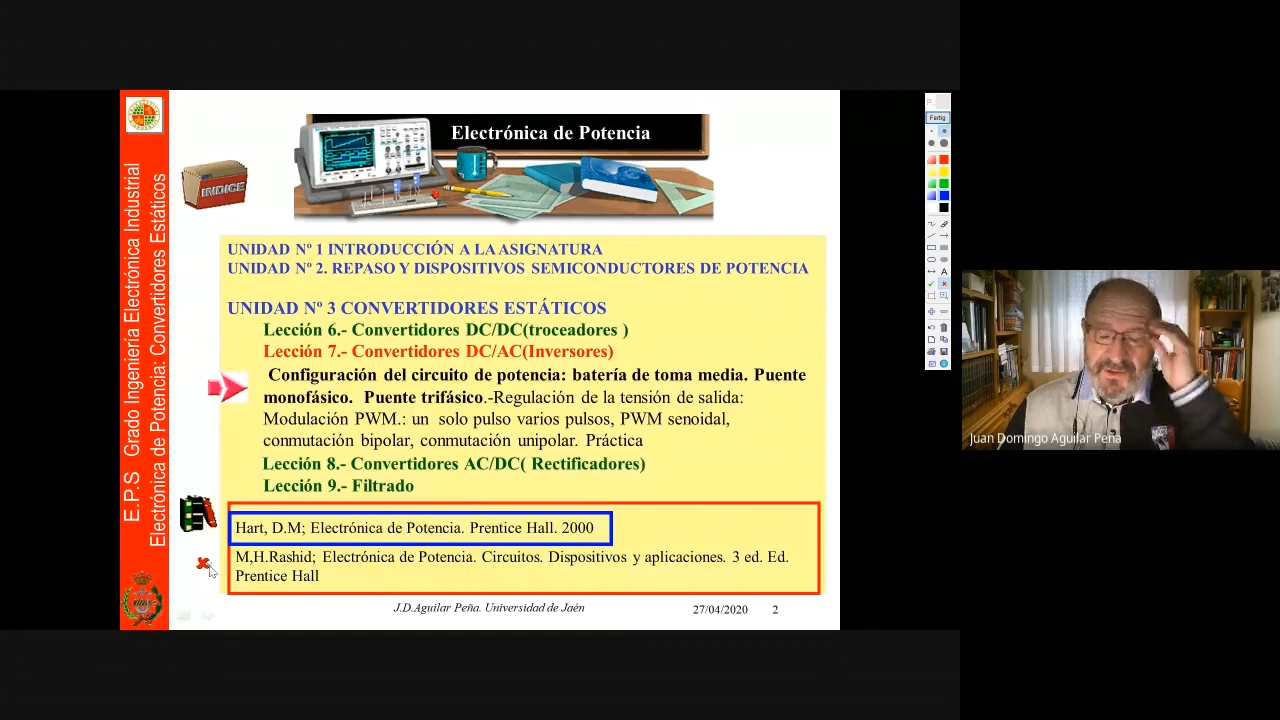 Electrónica de Potencia
INDICE
E.P.S Grado Ingeniería Electrónica Industrial
Electrónica de Potencia: Convertidores Estáticos
UNIDAD Nº 1 INTRODUCCIÓN A LA ASIGNATURA
UNIDAD Nº 2. REPASO Y DISPOSITIVOS SEMICONDUCTORES DE POTENCIA
UNIDAD Nº 3 CONVERTIDORES ESTÁTICOS
Lección 6.- Convertidores DC/DC(troceadores )
Lección 7.- Convertidores DC/AC(Inversores)
Configuración del circuito de potencia: batería de toma media. Puente
monofásico. Puente trifásico.-Regulación de la tensión de salida:
Modulación PWM.: un solo pulso varios pulsos, PWM senoidal,
conmutación bipolar, conmutación unipolar. Práctica
Lección 8.- Convertidores AC/DC( Rectificadores)
Lección 9.- Filtrado
Hart, D.M; Electrónica de Potencia. Prentice Hall. 2000
M,H.Rashid; Electrónica de Potencia. Circuitos. Dispositivos y aplicaciones. 3 ed. Ed.
Prentice Hall
J.D.Aguilar Peña. Universidad de Jaén
27/04/2020 2
Fertig
A
Juan Domingo Aguilar Peña